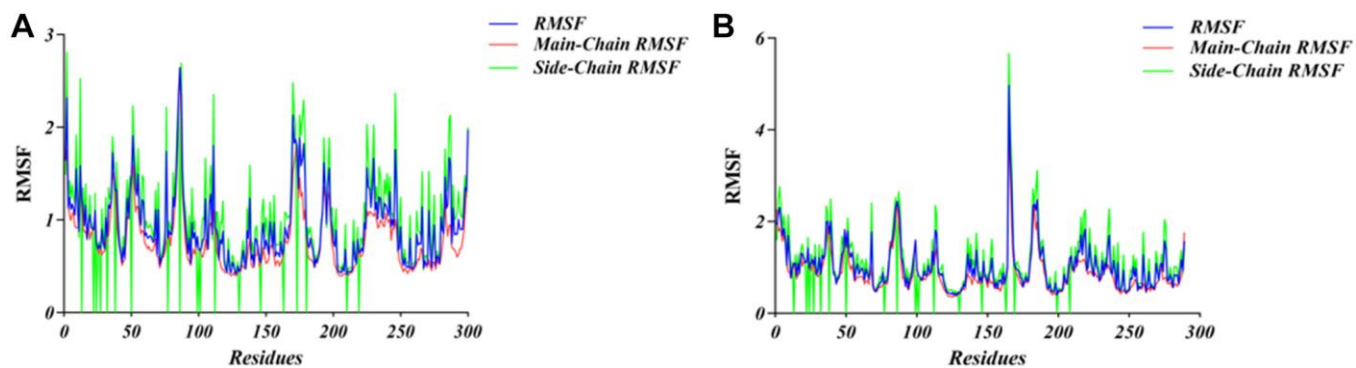 A
RMSF
Main-Chain RMSF
Side-Chain RMSF
3
2
1
0
RMSF
0 50 100 150 200 250 300
Residues
B
RMSF
Main-Chain RMSF
Side-Chain RMSF
6
4
2
0
RMSF
0 50 100 150 200 250 300
Residues